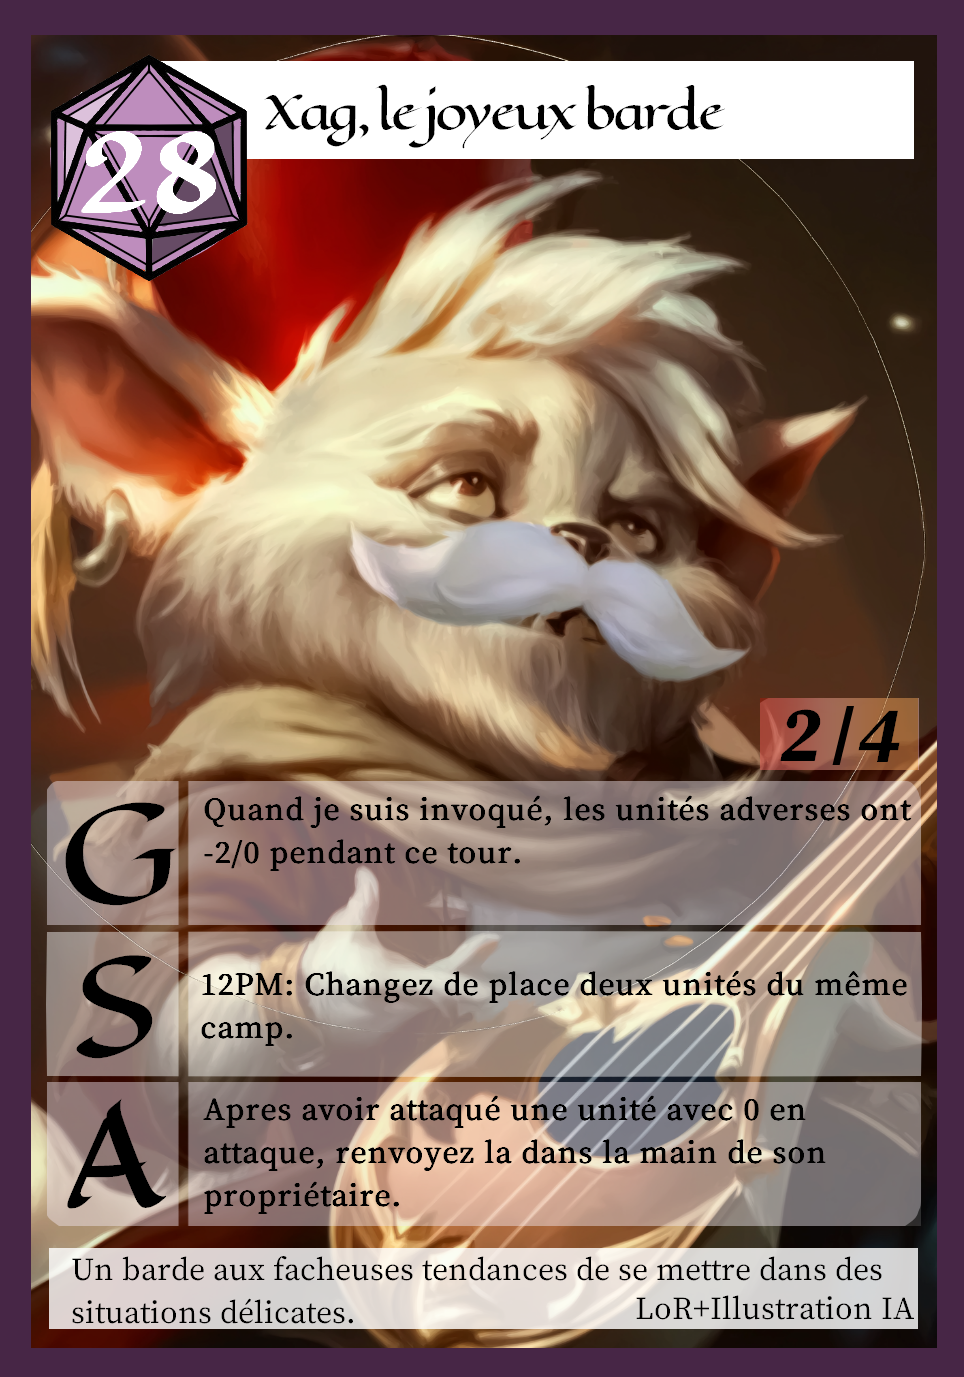 28
Xag, le joyeux barde
2/4
G
Quand je suis invoqué, les unités adverses ont
-2/0 pendant ce tour.
S
12PM: Changez de place deux unités du même
camp.
A
Apres avoir attaqué une unité avec 0 en
attaque, renvoyez la dans la main de son
propriétaire.
Un barde aux facheuses tendances de se mettre dans des
situations délicates.
LoR+Illustration IA